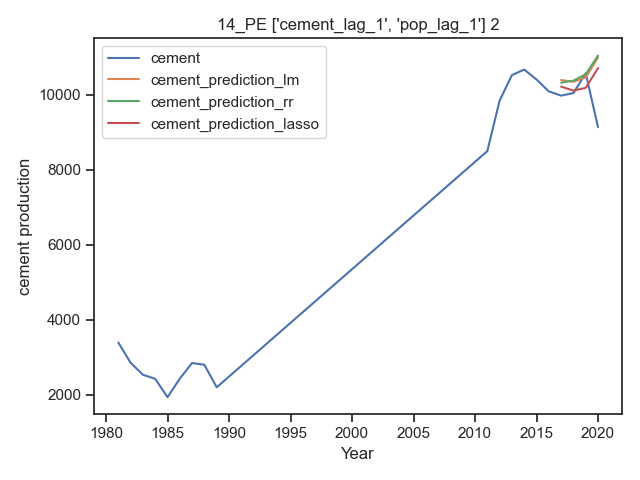 14_PE ['cement_lag_1', 'pop_lag_1'] 2
cement
cement_prediction_lm
cement_prediction_rr
cement_prediction_lasso
cement production
10000
8000
6000
4000
2000
1980 1985 1990 1995 2000 2005 2010 2015 2020
Year